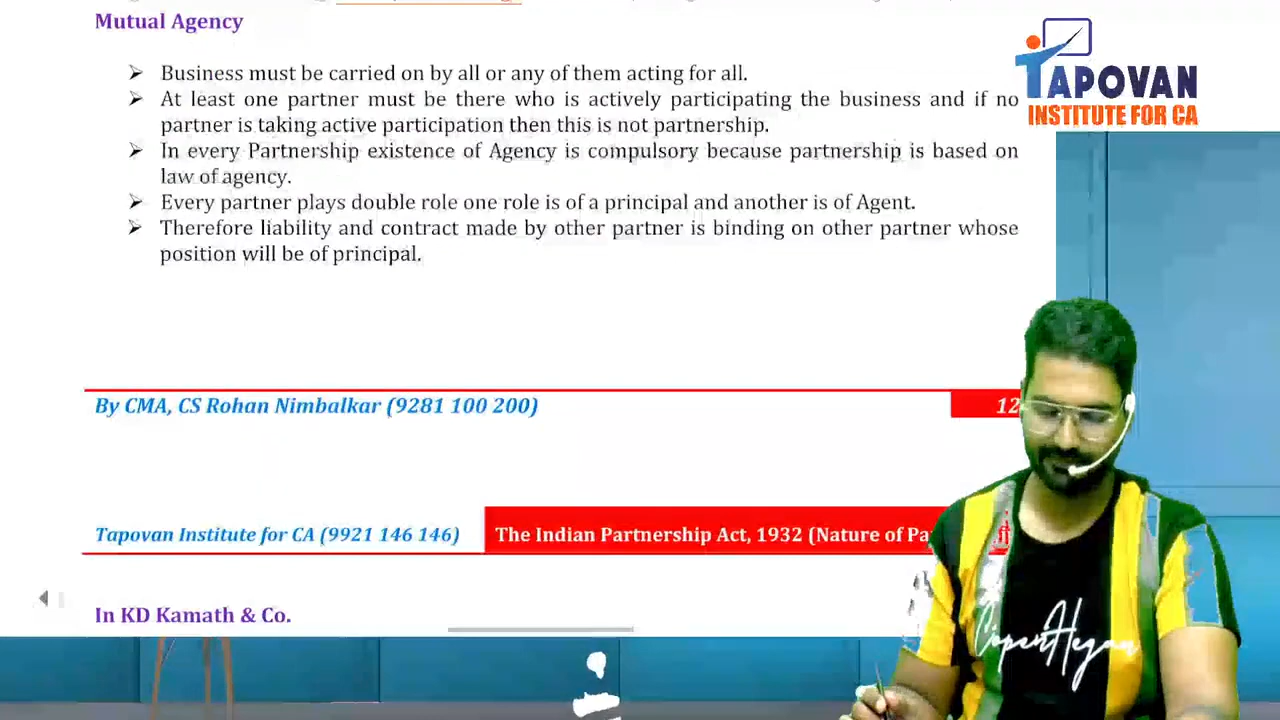 Mutual Agency
TAPOVAN
INSTITUTE FOR CA
➢ Business must be carried on by all or any of them acting for all.
➢ At least one partner must be there who is actively participating the business and if no
partner is taking active participation then this is not partnership.
➢ In every Partnership existence of Agency is compulsory because partnership is based on
law of agency.
➢ Every partner plays double role one role is of a principal and another is of Agent.
➢ Therefore liability and contract made by other partner is binding on other partner whose
position will be of principal.
By CMA, CS Rohan Nimbalkar (9281 100 200)
12
Tapovan Institute for CA (9921 146 146)
The Indian Partnership Act, 1932 (Nature of
In KD Kamath & Co.
CopenHegan